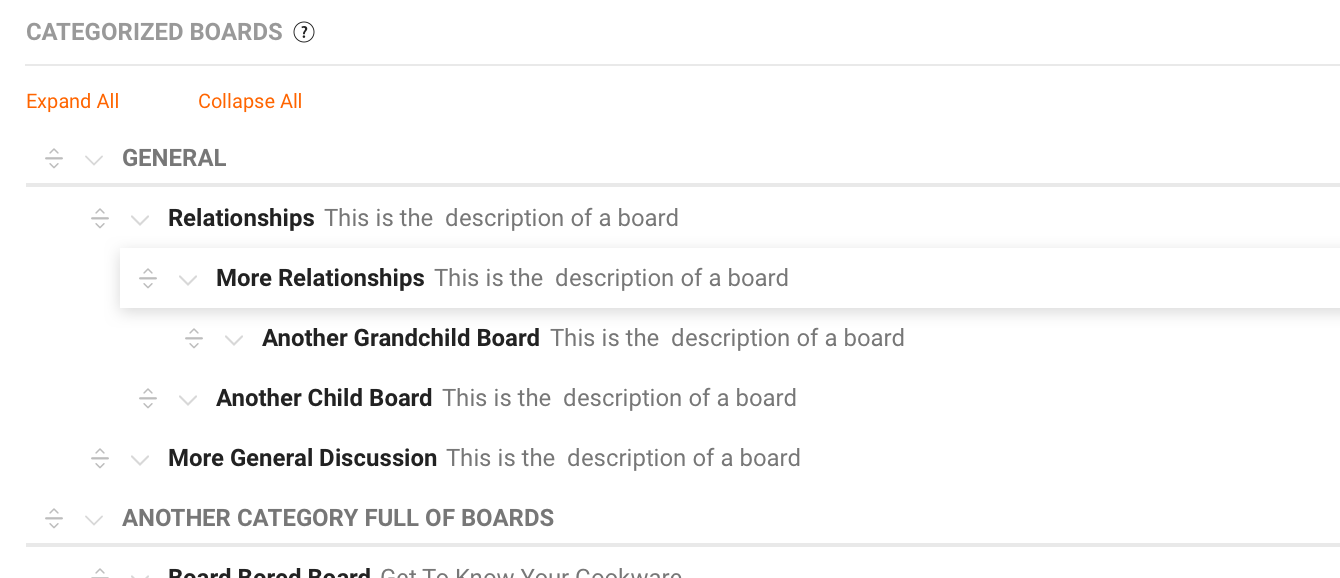 CATEGORIZED BOARDS ?
Expand All Collapse All
GENERAL
Relationships This is the description of a board
More Relationships This is the description of a board
Another Grandchild Board This is the description of a board
Another Child Board This is the description of a board
More General Discussion This is the description of a board
ANOTHER CATEGORY FULL OF BOARDS
Board Bored Board Get To Know Your Cookware